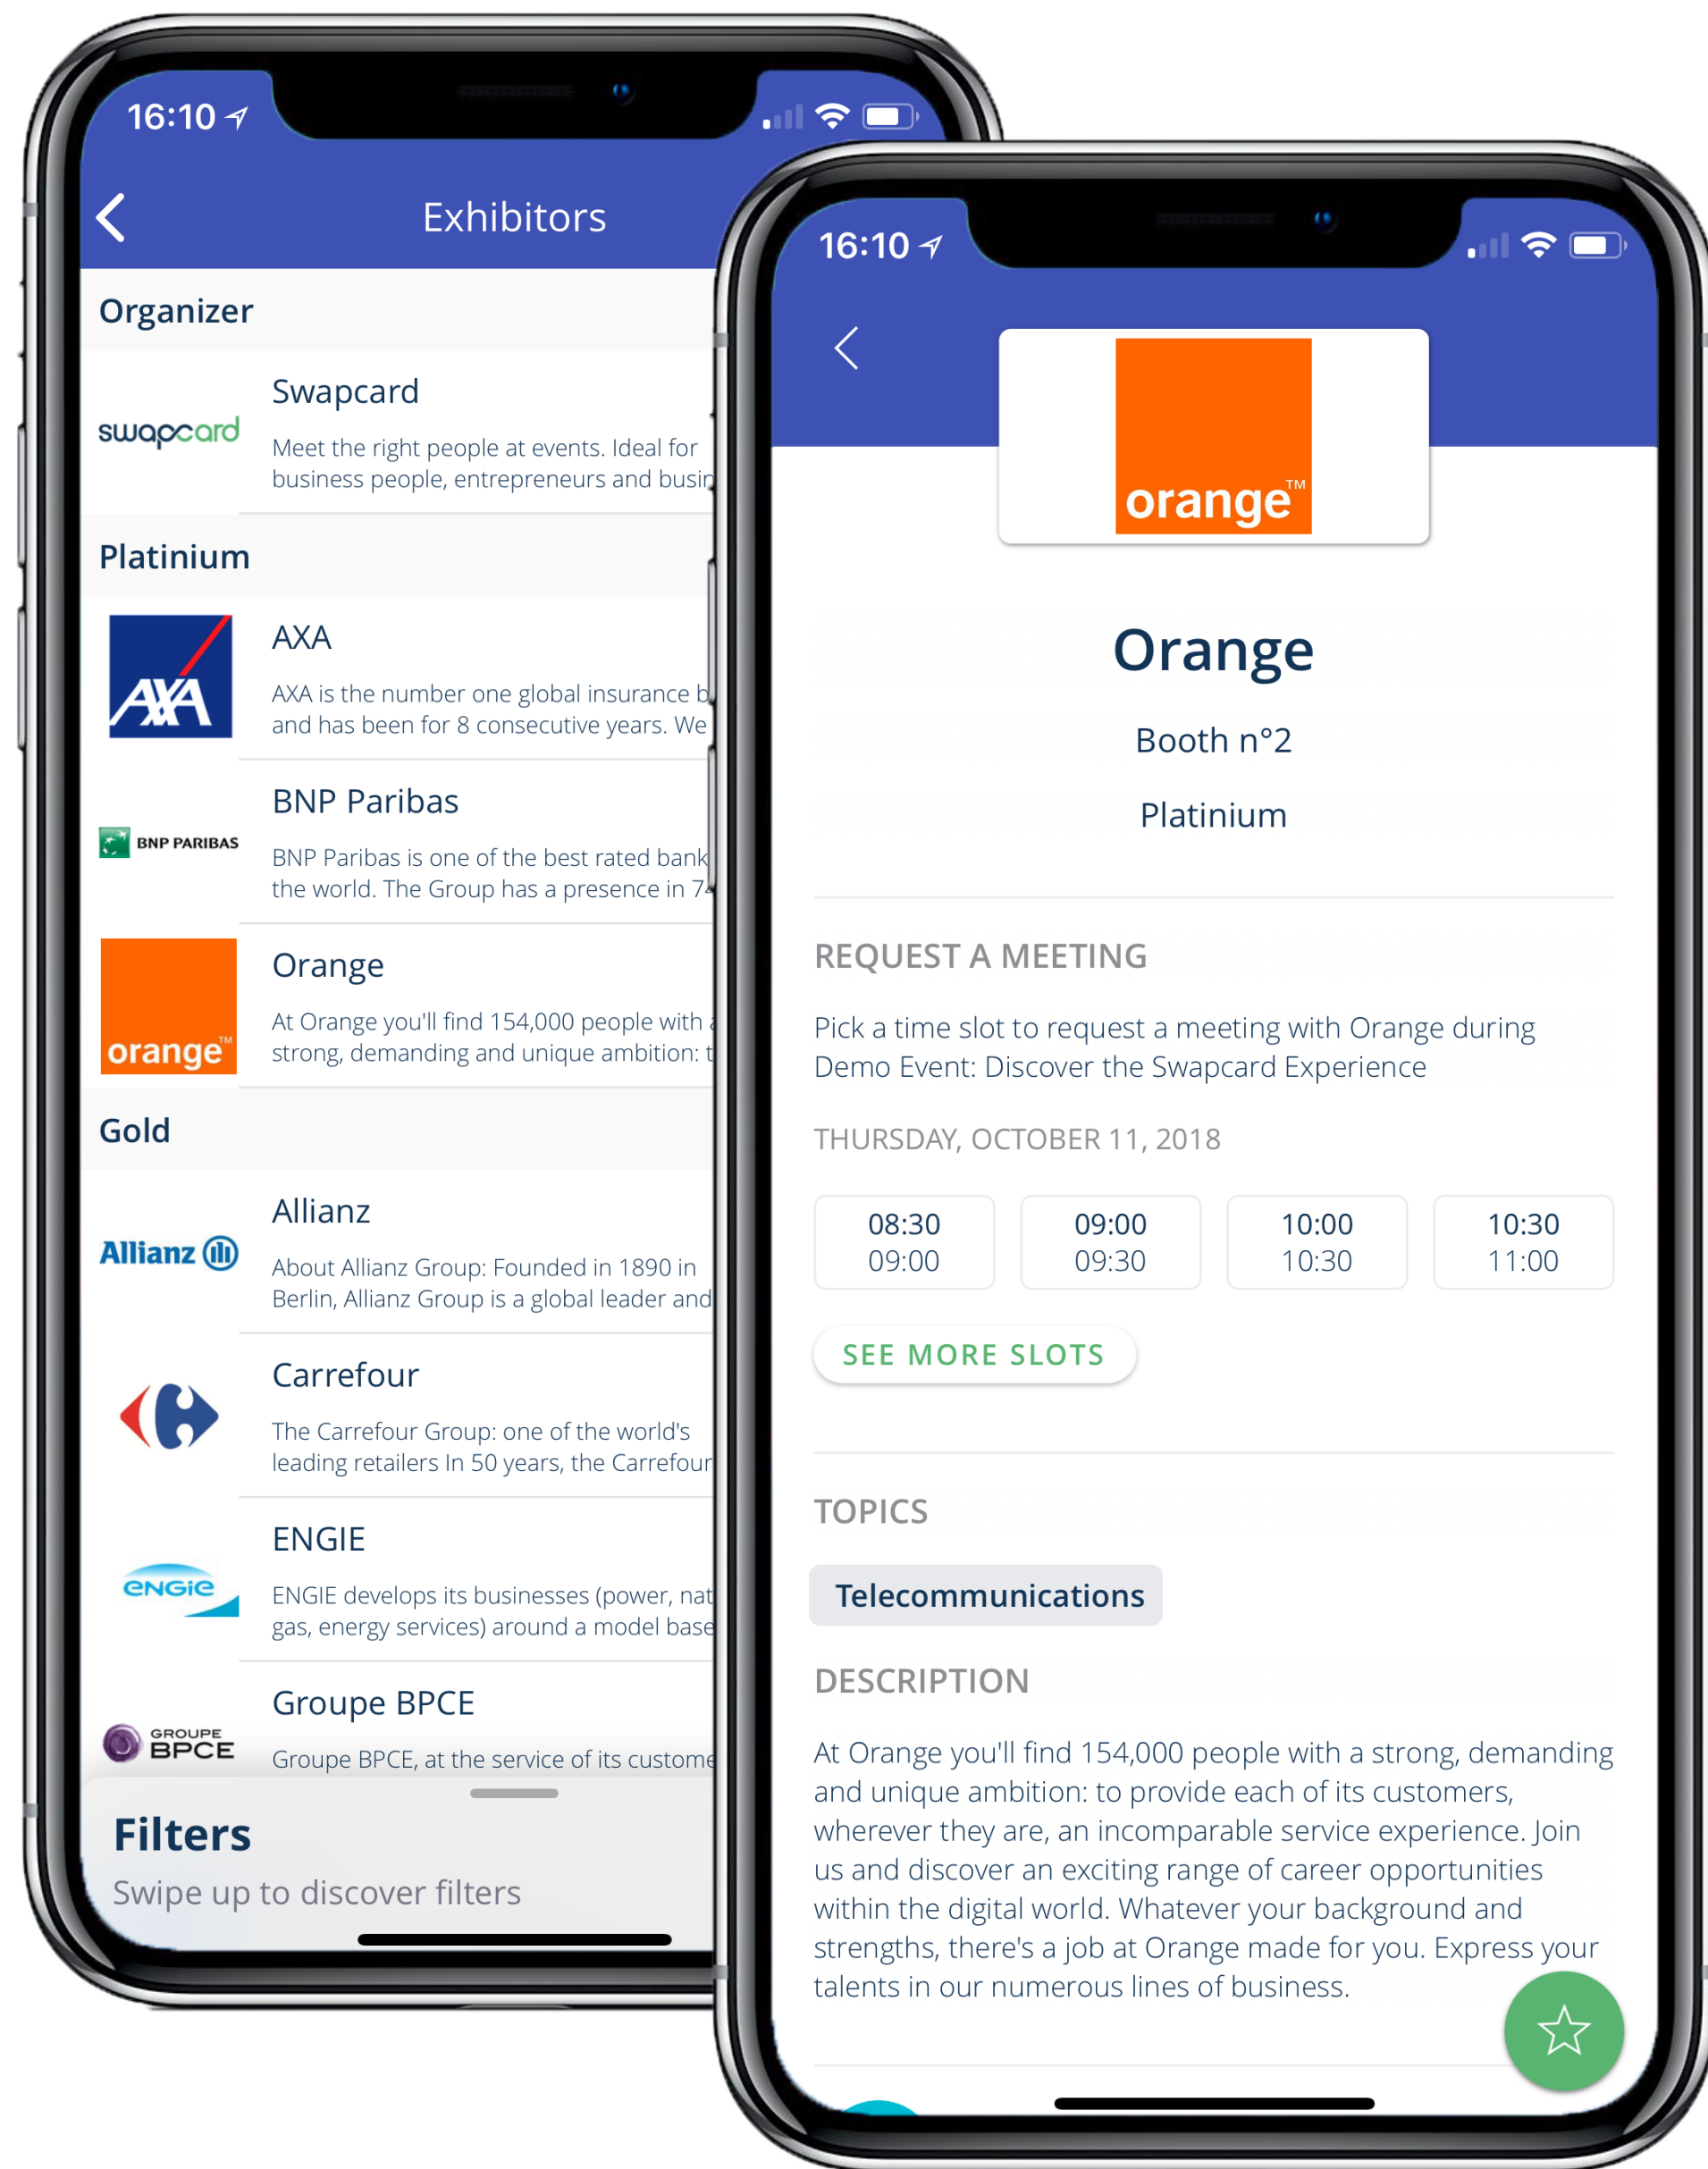 16:10
Exhibitors
Organizer
swapcard
Swapcard
Meet the right people at events. Ideal for
business people, entrepreneurs and
Platinium
AXA
AXA
AXA is the number one global insurance
and has been for 8 consecutive years. We
BNP PARIBAS
BNP Paribas
BNP Paribas is one of the best rated
the world. The Group has a presence in
orange™
Orange
At Orange you'll find 154,000 people with
strong, demanding and unique ambition:
Gold
Allianz
Allianz
About Allianz Group: Founded in 1890 in
Berlin, Allianz Group is a global leader and
Carrefour
The Carrefour Group: one of the world's
leading retailers In 50 years, the Carrefour
ENGIE
ENGIE
ENGIE develops its businesses (power,
gas, energy services) around a model
GROUPE
BPCE
Groupe BPCE
Groupe BPCE, at the service of its
Filters
Swipe up to discover filters
16:10
orange™
Orange
Booth n°2
Platinium
REQUEST A MEETING
Pick a time slot to request a meeting with Orange during
Demo Event: Discover the Swapcard Experience
THURSDAY, OCTOBER 11, 2018
08:30 09:00 10:00 10:30
09:00 09:30 10:30 11:00
SEE MORE SLOTS
TOPICS
Telecommunications
DESCRIPTION
At Orange you'll find 154,000 people with a strong, demanding
and unique ambition: to provide each of its customers,
wherever they are, an incomparable service experience. Join
us and discover an exciting range of career opportunities
within the digital world. Whatever your background and
strengths, there's a job at Orange made for you. Express your
talents in our numerous lines of business.